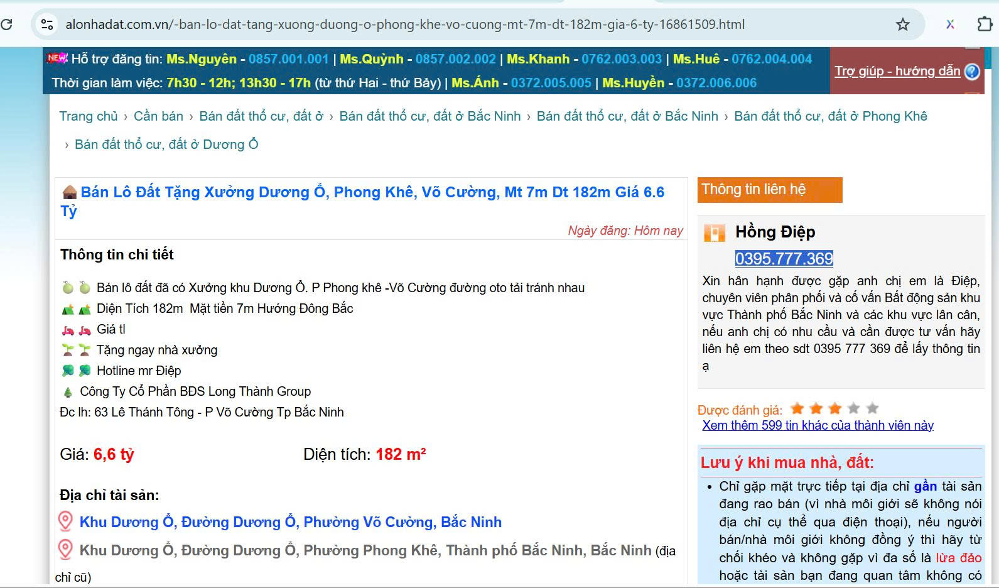 alonhadat.com.vn/-ban-lo-dat-tang-xuong-duong-o-phong-khe-vo-cuong-mt-7m-dt-182m-gia-6-ty-16861509.html
NEW Hỗ trợ đăng tin: Ms.Nguyên - 0857.001.001 | Ms.Quỳnh - 0857.002.002 | Ms.Khanh - 0762.003.003 | Ms.Huê - 0762.004.004
Thời gian làm việc: 7h30 - 12h; 13h30 - 17h (từ thứ Hai - thứ Bảy) | Ms.Ánh - 0372.005.005 | Ms.Huyền - 0372.006.006
Trợ giúp - hướng dẫn ?
Trang chủ › Cần bán › Bán đất thổ cư, đất ở › Bán đất thổ cư, đất ở Bắc Ninh › Bán đất thổ cư, đất ở Bắc Ninh › Bán đất thổ cư, đất ở Phong Khê
› Bán đất thổ cư, đất ở Dương Ổ
Bán Lô Đất Tặng Xưởng Dương Ổ, Phong Khê, Võ Cường, Mt 7m Dt 182m Giá 6.6
Tỷ
Ngày đăng: Hôm nay
Thông tin chi tiết
Bán lô đất đã có Xưởng khu Dương Ổ. P Phong khê -Võ Cường đường oto tải tránh nhau
Diện Tích 182m Mặt tiền 7m Hướng Đông Bắc
Giá tl
Tặng ngay nhà xưởng
Hotline mr Điệp
Công Ty Cổ Phần BĐS Long Thành Group
Đc lh: 63 Lê Thánh Tông - P Võ Cường Tp Bắc Ninh
Giá: 6,6 tỷ
Diện tích: 182 m²
Địa chỉ tài sản:
Khu Dương Ổ, Đường Dương Ổ, Phường Võ Cường, Bắc Ninh
Khu Dương Ổ, Đường Dương Ổ, Phường Phong Khê, Thành phố Bắc Ninh, Bắc Ninh (địa
chỉ cũ)
Thông tin liên hệ
Hồng Điệp
0395.777.369
Xin hân hạnh được gặp anh chị em là Điệp,
chuyên viên phân phối và cố vấn Bất động sản khu
vực Thành phố Bắc Ninh và các khu vực lân cân,
nếu anh chị có nhu cầu và cần được tư vấn hãy
liên hệ em theo sdt 0395 777 369 để lấy thông tin
ạ
Được đánh giá:
Xem thêm 599 tin khác của thành viên này
Lưu ý khi mua nhà, đất:
• Chỉ gặp mặt trực tiếp tại địa chỉ gần tài sản
đang rao bán (vì nhà môi giới sẽ không nói
địa chỉ cụ thể qua điện thoại), nếu người
bán/nhà môi giới không đồng ý thì hãy từ
chối khéo và không gặp vì đa số là lừa đảo
hoặc tài sản bạn đang quan tâm không có